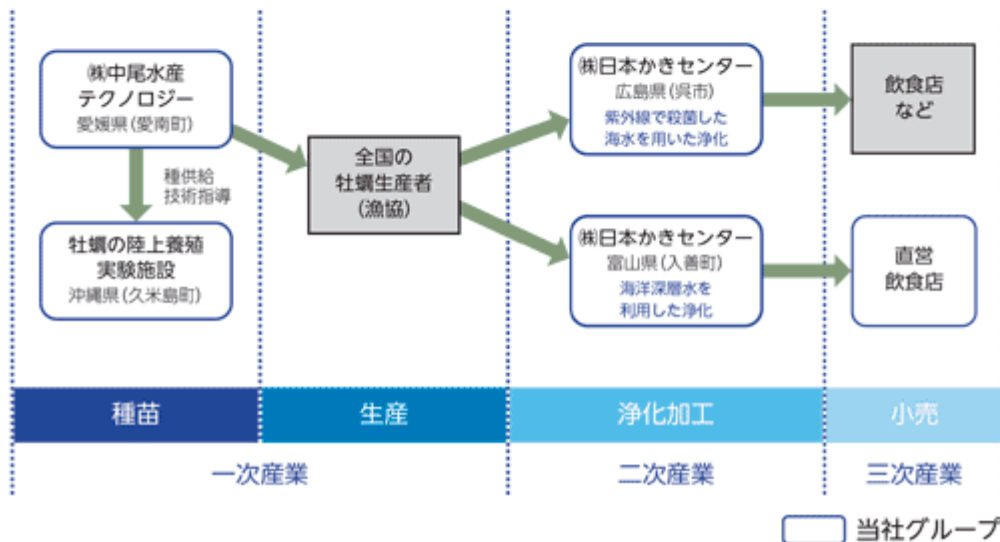 ㈱中尾水産
テクノロジー
愛媛県(愛南町)
種供給
技術指導
牡蠣の陸上養殖
実験施設
沖縄県(久米島町)
全国の
牡蠣生産者
(漁協)
㈱日本かきセンター
広島県(呉市)
紫外線で殺菌した
海水を用いた浄化
㈱日本かきセンター
富山県(入善町)
海洋深層水を
利用した浄化
飲食店
など
直営
飲食店
種苗
生産
浄化加工
小売
一次産業
二次産業
三次産業
当社グループ